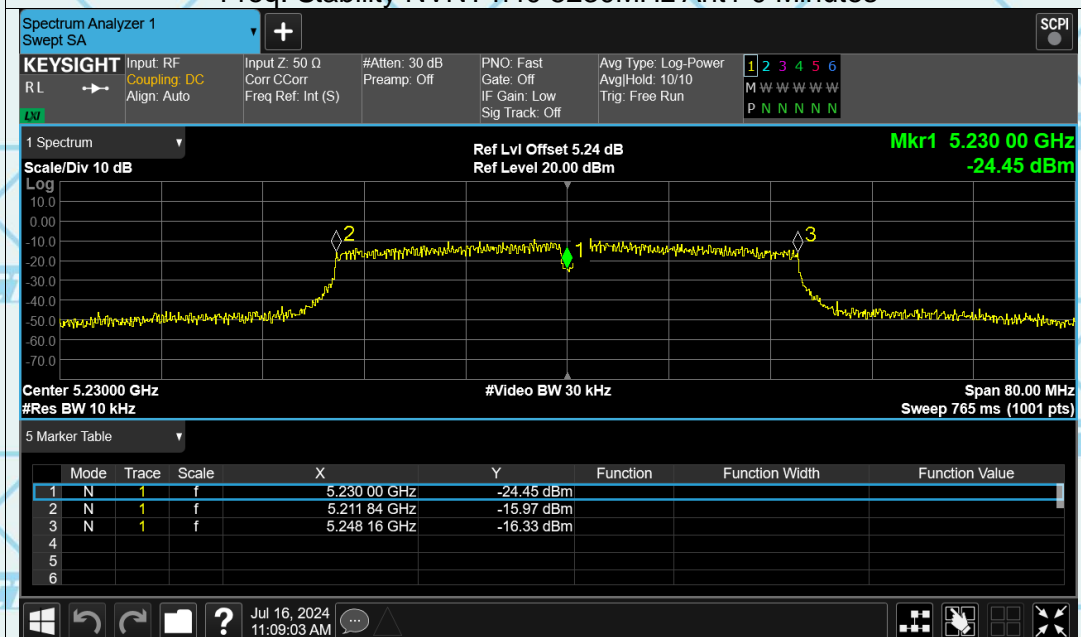 Spectrum Analyzer 1
Swept SA
+
SCPI
KEYSIGHT
RL
LXI
Input: RF
Coupling: DC
Align: Auto
Input Z: 50 Ω
Corr CCorr
Freq Ref: Int (S)
#Atten: 30 dB
Preamp: Off
PNO: Fast
Gate: Off
IF Gain: Low
Sig Track: Off
Avg Type: Log-Power
Avg|Hold: 10/10
Trig: Free Run
1 2 3 4 5 6
M W W W W W
P N N N N N
1 Spectrum
Scale/Div 10 dB
Ref Lvl Offset 5.24 dB
Ref Level 20.00 dBm
Mkr1 5.230 00 GHz
-24.45 dBm
Log
10.0
0.00
-10.0
-20.0
-30.0
-40.0
-50.0
-60.0
-70.0
2
1
3
Center 5.23000 GHz
#Res BW 10 kHz
#Video BW 30 kHz
Span 80.00 MHz
Sweep 765 ms (1001 pts)
5 Marker Table
Mode Trace Scale X Y Function Function Width Function Value
1 N 1 f 5.230 00 GHz -24.45 dBm
2 N 1 f 5.211 84 GHz -15.97 dBm
3 N 1 f 5.248 16 GHz -16.33 dBm
4
5
6
?
Jul 16, 2024
11:09:03 AM